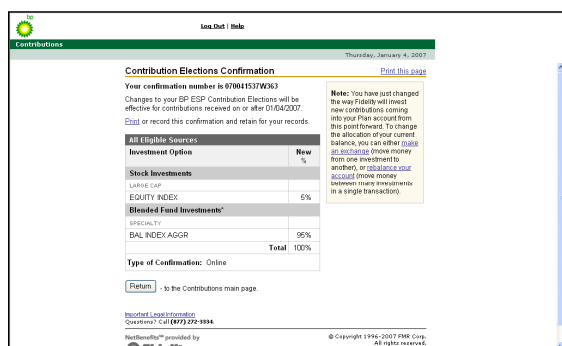 bp
Log Out | Help
Contributions
Thursday, January 4, 2007
Contribution Elections Confirmation
Print this page
Your confirmation number is 070041537W363
Changes to your BP ESP Contribution Elections will be
effective for contributions received on or after 01/04/
2007.
Print or record this confirmation and retain for your records.
Note: You have just changed
the way Fidelity will invest
new contributions coming
into your Plan account from
this point forward. To change
the allocation of your current
balance, you can either make
an exchange (move money
from one investment to
another), or rebalance your
account (move money
between many investments
in a single transaction).
All Eligible Sources
Investment Option New
%
Stock Investments
LARGE CAP
EQUITY INDEX 5%
Blended Fund Investments*
SPECIALTY
BAL INDEX AGGR 95%
Total 100%
Type of Confirmation: Online
Return - to the Contributions main page.
Important Legal Information
Questions? Call (877) 272-3334.
NetBenefits℠ provided by
© Copyright 1996-2007 FMR Corp.
All rights reserved.